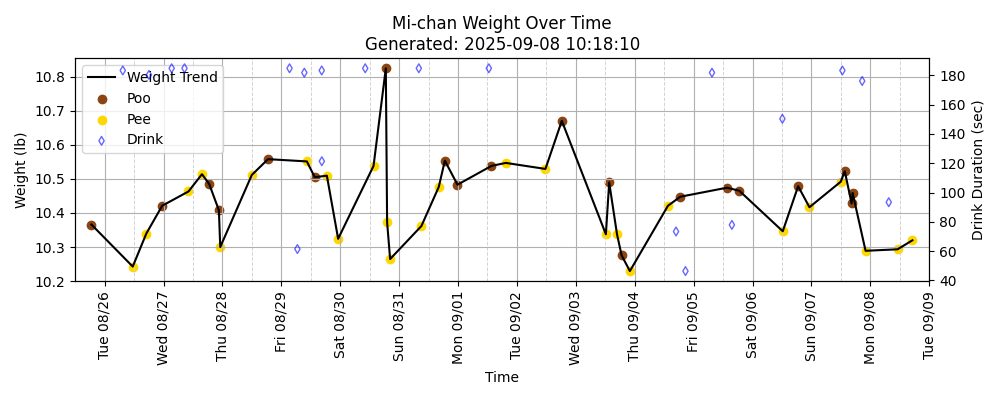 Mi-chan Weight Over Time
Generated: 2025-09-08 10:18:10
Weight (lb)
10.8
10.7
10.6
10.5
10.4
10.3
10.2
Weight Trend
Poo
Pee
Drink
180
160
140
120
100
80
60
40
Drink Duration (sec)
Tue 08/26
Wed 08/27
Thu 08/28
Fri 08/29
Sat 08/30
Sun 08/31
Mon 09/01
Tue 09/02
Wed 09/03
Thu 09/04
Fri 09/05
Sat 09/06
Sun 09/07
Mon 09/08
Tue 09/09
Time